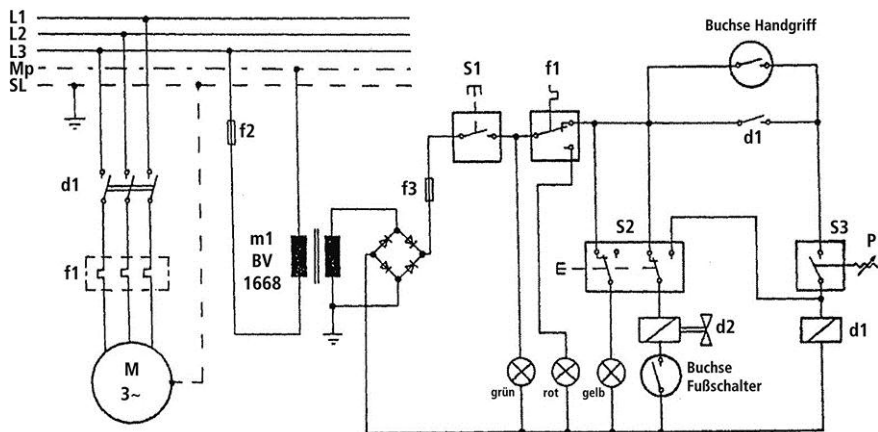 L1
L2
L3
Mp
SL
Buchse Handgriff
S1
f1
f2
d1
d1
f3
f1
m1
BV
1668
S2
S3
P
d2
d1
M
3~
Buchse
Fußschalter
grün
rot
gelb